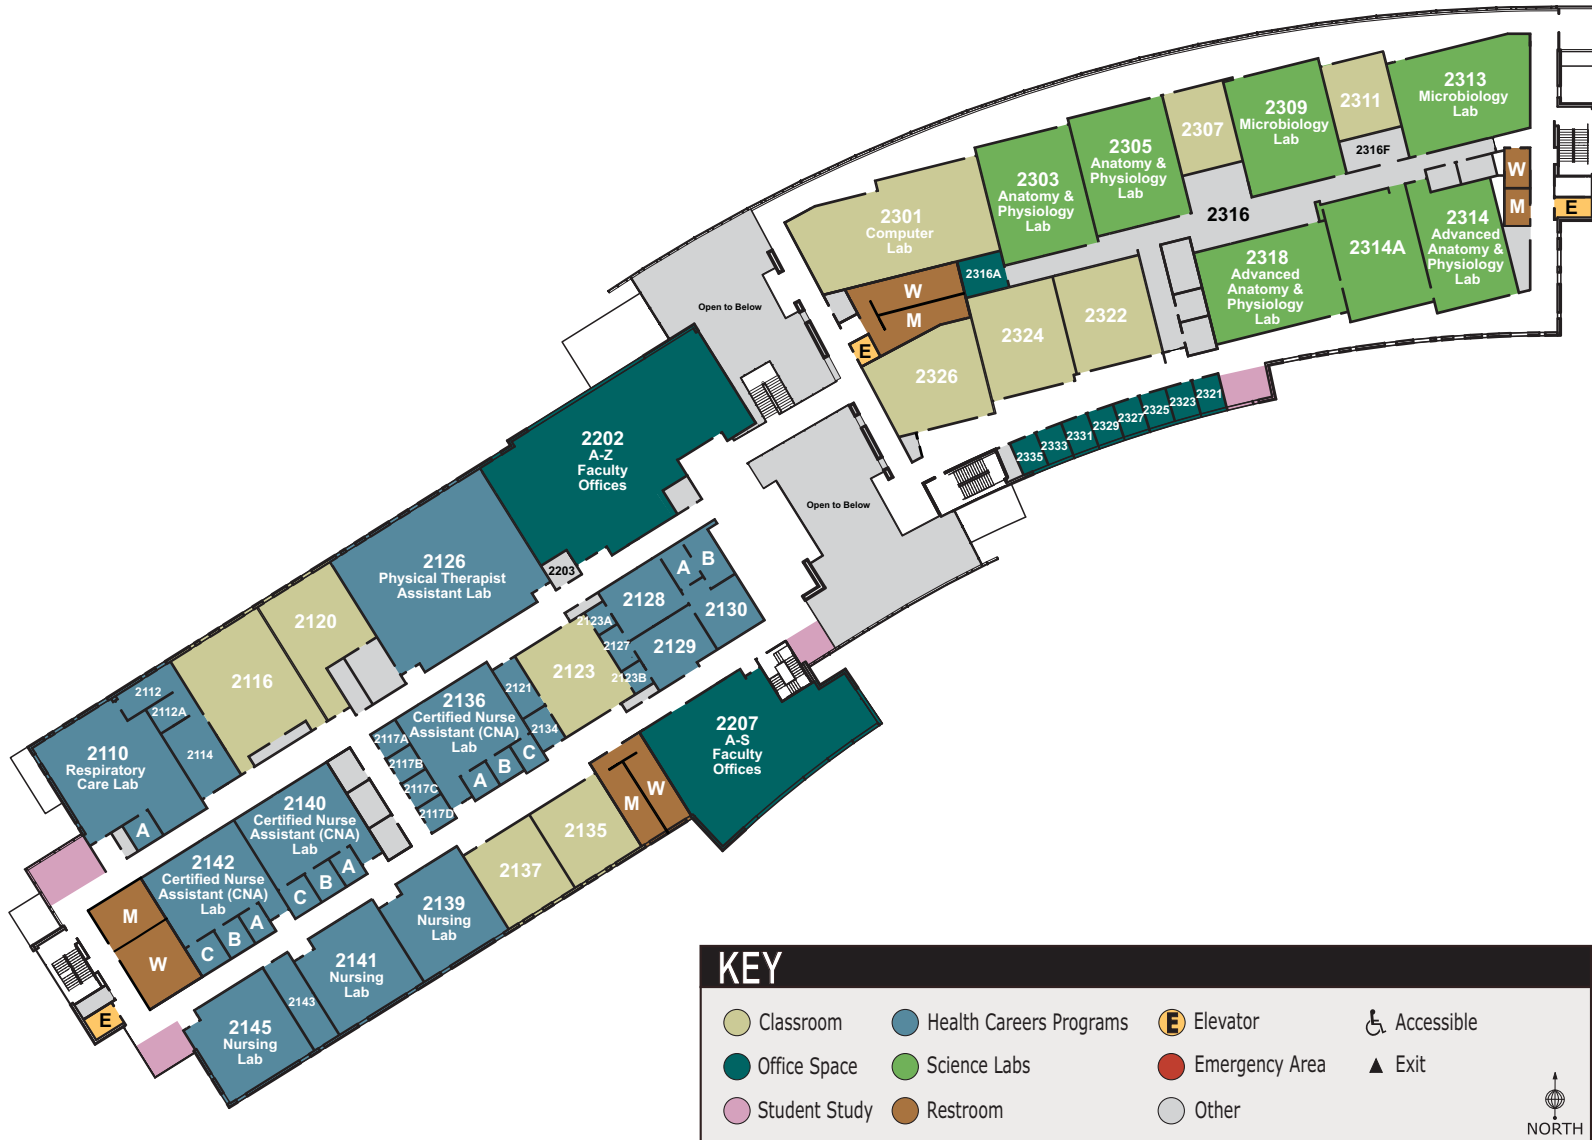 2313
Microbiology
Lab
2311
2309
Microbiology
Lab
2307
2316F
2305
Anatomy &
Physiology
Lab
2303
Anatomy &
Physiology
Lab
W
M
E
2301
Computer
Lab
2316
2314
Advanced
Anatomy &
Physiology
Lab
2314A
2318
Advanced
Anatomy &
Physiology
Lab
2316A
W
M
E
2322
2324
2326
Open to Below
2321
2323
2325
2327
2329
2331
2333
2335
2202
A-Z
Faculty
Offices
Open to Below
2203
2126
Physical Therapist
Assistant Lab
A
B
2128
2130
2123A
2127
2129
2123B
2123
2120
2116
2121
2134
2136
Certified Nurse
Assistant (CNA)
Lab
A
B
C
2117A
2117B
2117C
2117D
2112
2112A
2114
2110
Respiratory
Care Lab
A
2207
A-S
Faculty
Offices
M
W
2135
2137
2140
Certified Nurse
Assistant (CNA)
Lab
A
B
C
2142
Certified Nurse
Assistant (CNA)
Lab
A
B
C
M
W
E
2139
Nursing
Lab
2141
Nursing
Lab
2143
2145
Nursing
Lab
KEY
Classroom
Health Careers Programs
E Elevator
Accessible
Office Space
Science Labs
Emergency Area
Exit
Student Study
Restroom
Other
NORTH